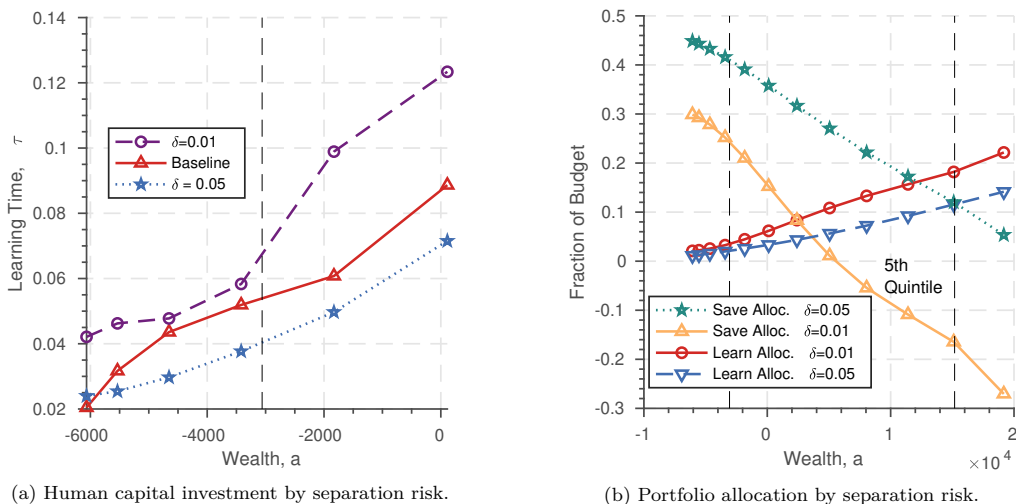 0.14
0.12
0.1
0.08
0.06
0.04
0.02
Learning Time, τ
δ=0.01
Baseline
δ = 0.05
-6000 -4000 -2000 0
Wealth, a
(a) Human capital investment by separation risk.
0.5
0.4
0.3
0.2
0.1
0
-0.1
-0.2
-0.3
Fraction of Budget
5th
Quintile
Save Alloc. δ=0.05
Save Alloc. δ=0.01
Learn Alloc. δ=0.01
Learn Alloc. δ=0.05
-1 0 1 2
Wealth, a
×10⁴
(b) Portfolio allocation by separation risk.